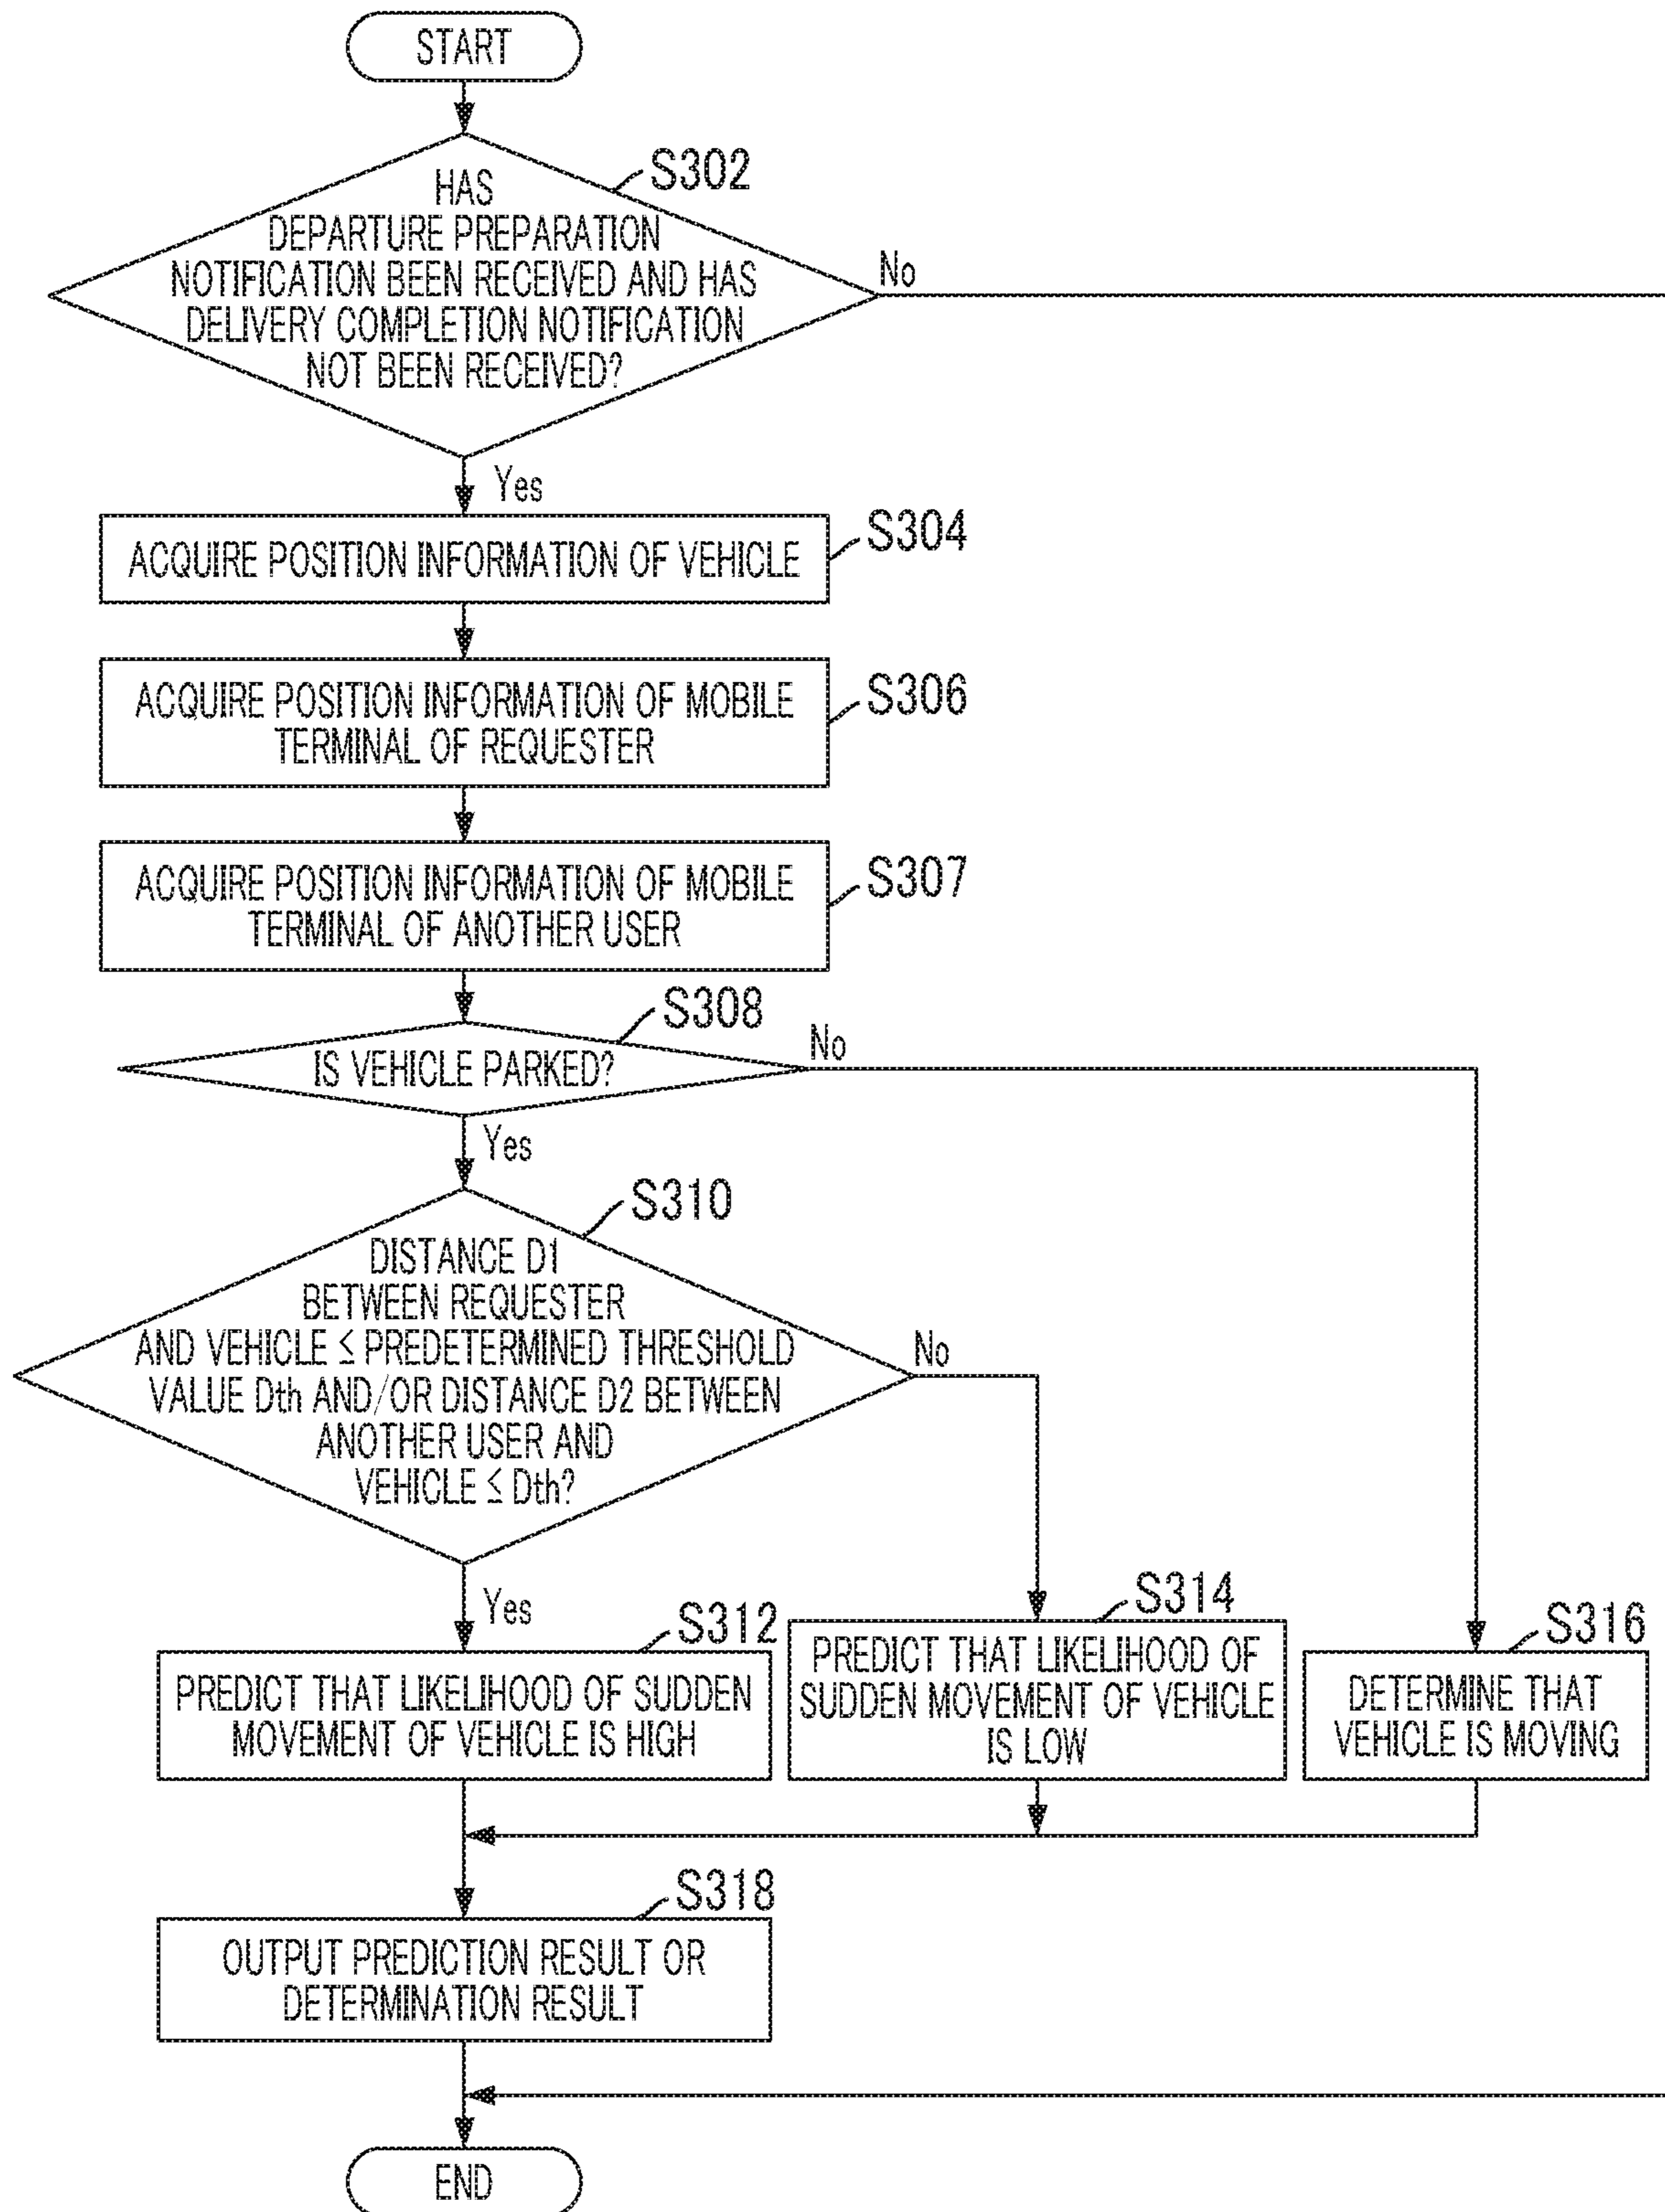 START
S302
HAS
DEPARTURE PREPARATION
NOTIFICATION BEEN RECEIVED AND HAS
DELIVERY COMPLETION NOTIFICATION
NOT BEEN RECEIVED?
No
Yes
S304
ACQUIRE POSITION INFORMATION OF VEHICLE
S306
ACQUIRE POSITION INFORMATION OF MOBILE
TERMINAL OF REQUESTER
S307
ACQUIRE POSITION INFORMATION OF MOBILE
TERMINAL OF ANOTHER USER
S308
IS VEHICLE PARKED?
No
Yes
S310
DISTANCE D1
BETWEEN REQUESTER
AND VEHICLE ≤ PREDETERMINED THRESHOLD
VALUE Dth AND/OR DISTANCE D2 BETWEEN
ANOTHER USER AND
VEHICLE ≤ Dth?
No
Yes
S312
PREDICT THAT LIKELIHOOD OF SUDDEN
MOVEMENT OF VEHICLE IS HIGH
S314
PREDICT THAT LIKELIHOOD OF
SUDDEN MOVEMENT OF VEHICLE
IS LOW
S316
DETERMINE THAT
VEHICLE IS MOVING
S318
OUTPUT PREDICTION RESULT OR
DETERMINATION RESULT
END